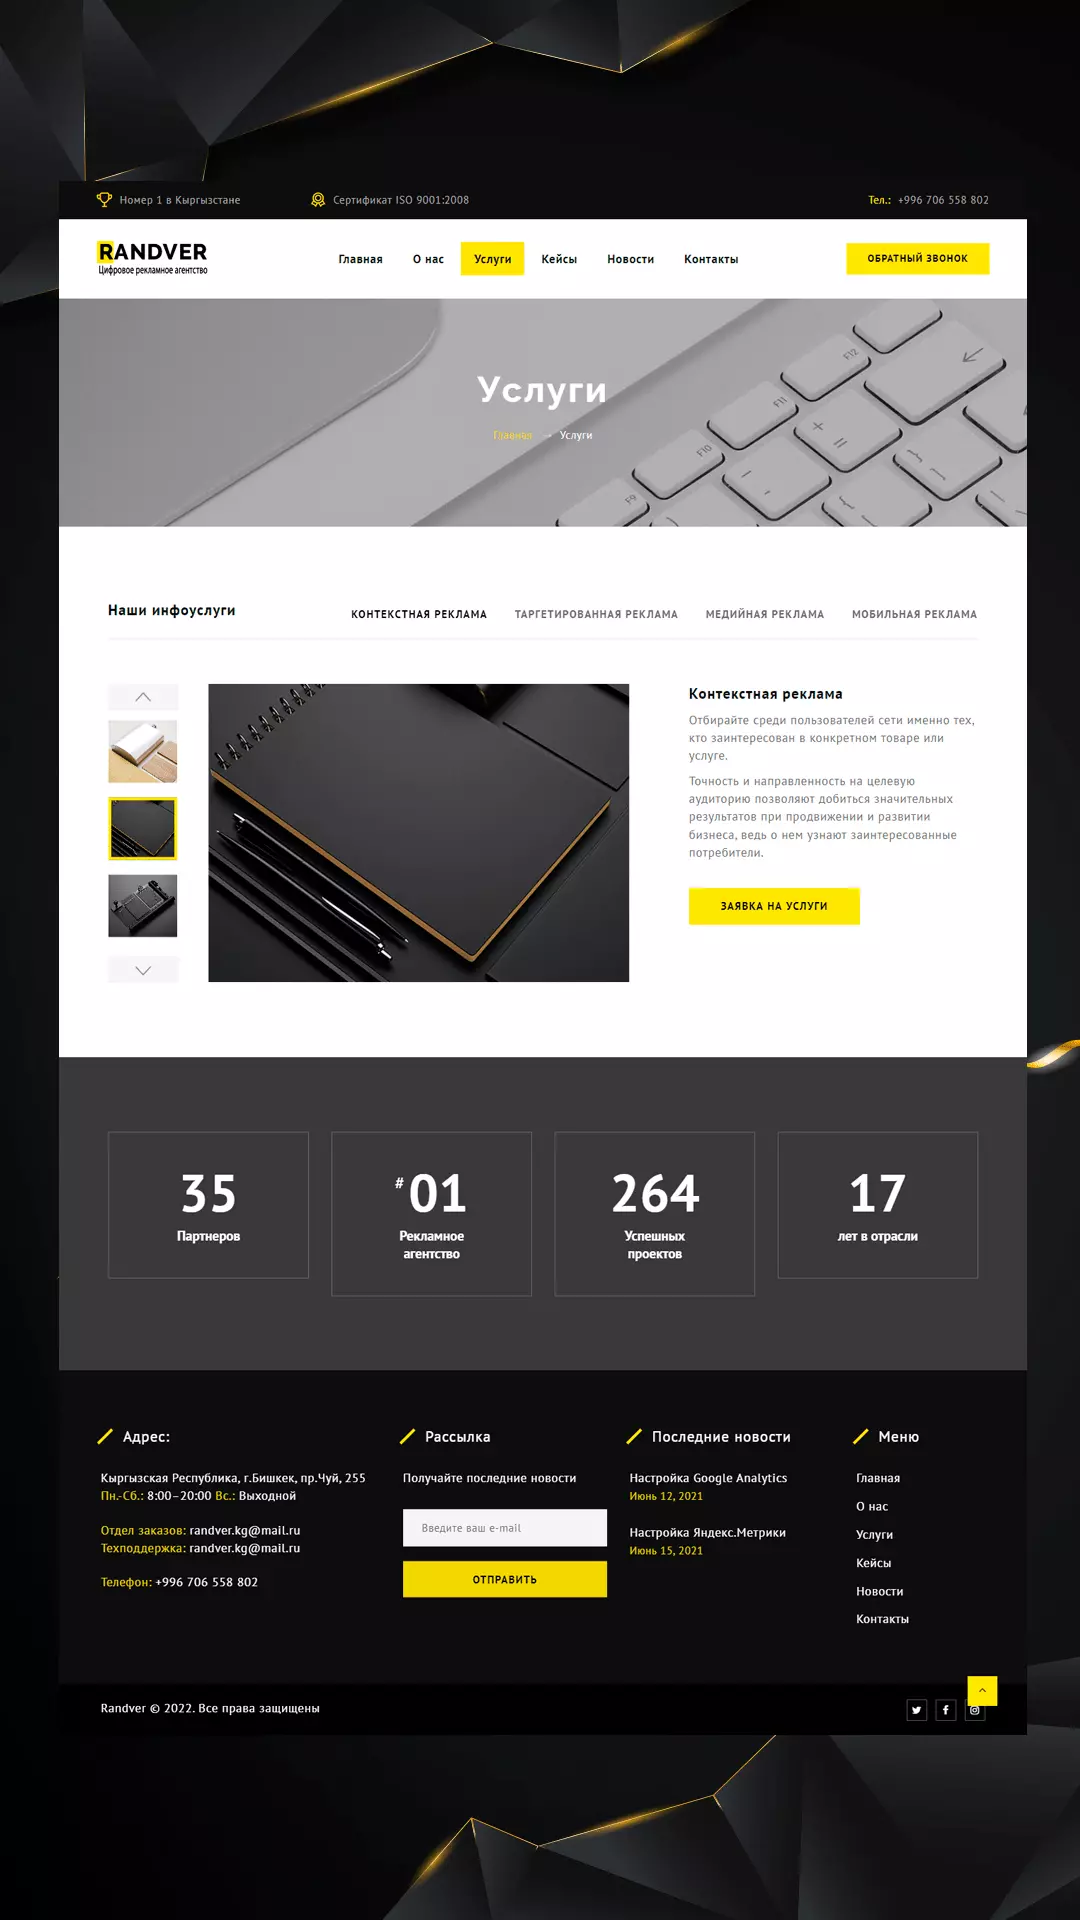 Номер 1 в Кыргызстане
Сертификат ISO 9001:2008
Тел.: +996 706 558 802
RANDVER
Цифровое рекламное агентство
Главная
О нас
Услуги
Кейсы
Новости
Контакты
ОБРАТНЫЙ ЗВОНОК
Услуги
Главная → Услуги
F12
F11
F10
F9
Наши инфоуслуги
КОНТЕКСТНАЯ РЕКЛАМА
ТАРГЕТИРОВАННАЯ РЕКЛАМА
МЕДИЙНАЯ РЕКЛАМА
МОБИЛЬНАЯ РЕКЛАМА
Контекстная реклама
Отбирайте среди пользователей сети именно тех,
кто заинтересован в конкретном товаре или
услуге.
Точность и направленность на целевую
аудиторию позволяют добиться значительных
результатов при продвижении и развитии
бизнеса, ведь о нем узнают заинтересованные
потребители.
ЗАЯВКА НА УСЛУГИ
35
Партнеров
#01
Рекламное
агентство
264
Успешных
проектов
17
лет в отрасли
Адрес:
Кыргызская Республика, г.Бишкек, пр.Чуй, 255
Пн.-Сб.: 8:00–20:00 Вс.: Выходной
Отдел заказов: randver.kg@mail.ru
Техподдержка: randver.kg@mail.ru
Телефон: +996 706 558 802
Рассылка
Получайте последние новости
Введите ваш e-mail
ОТПРАВИТЬ
Последние новости
Настройка Google Analytics
Июнь 12, 2021
Настройка Яндекс.Метрики
Июнь 15, 2021
Меню
Главная
О нас
Услуги
Кейсы
Новости
Контакты
Randver © 2022. Все права защищены